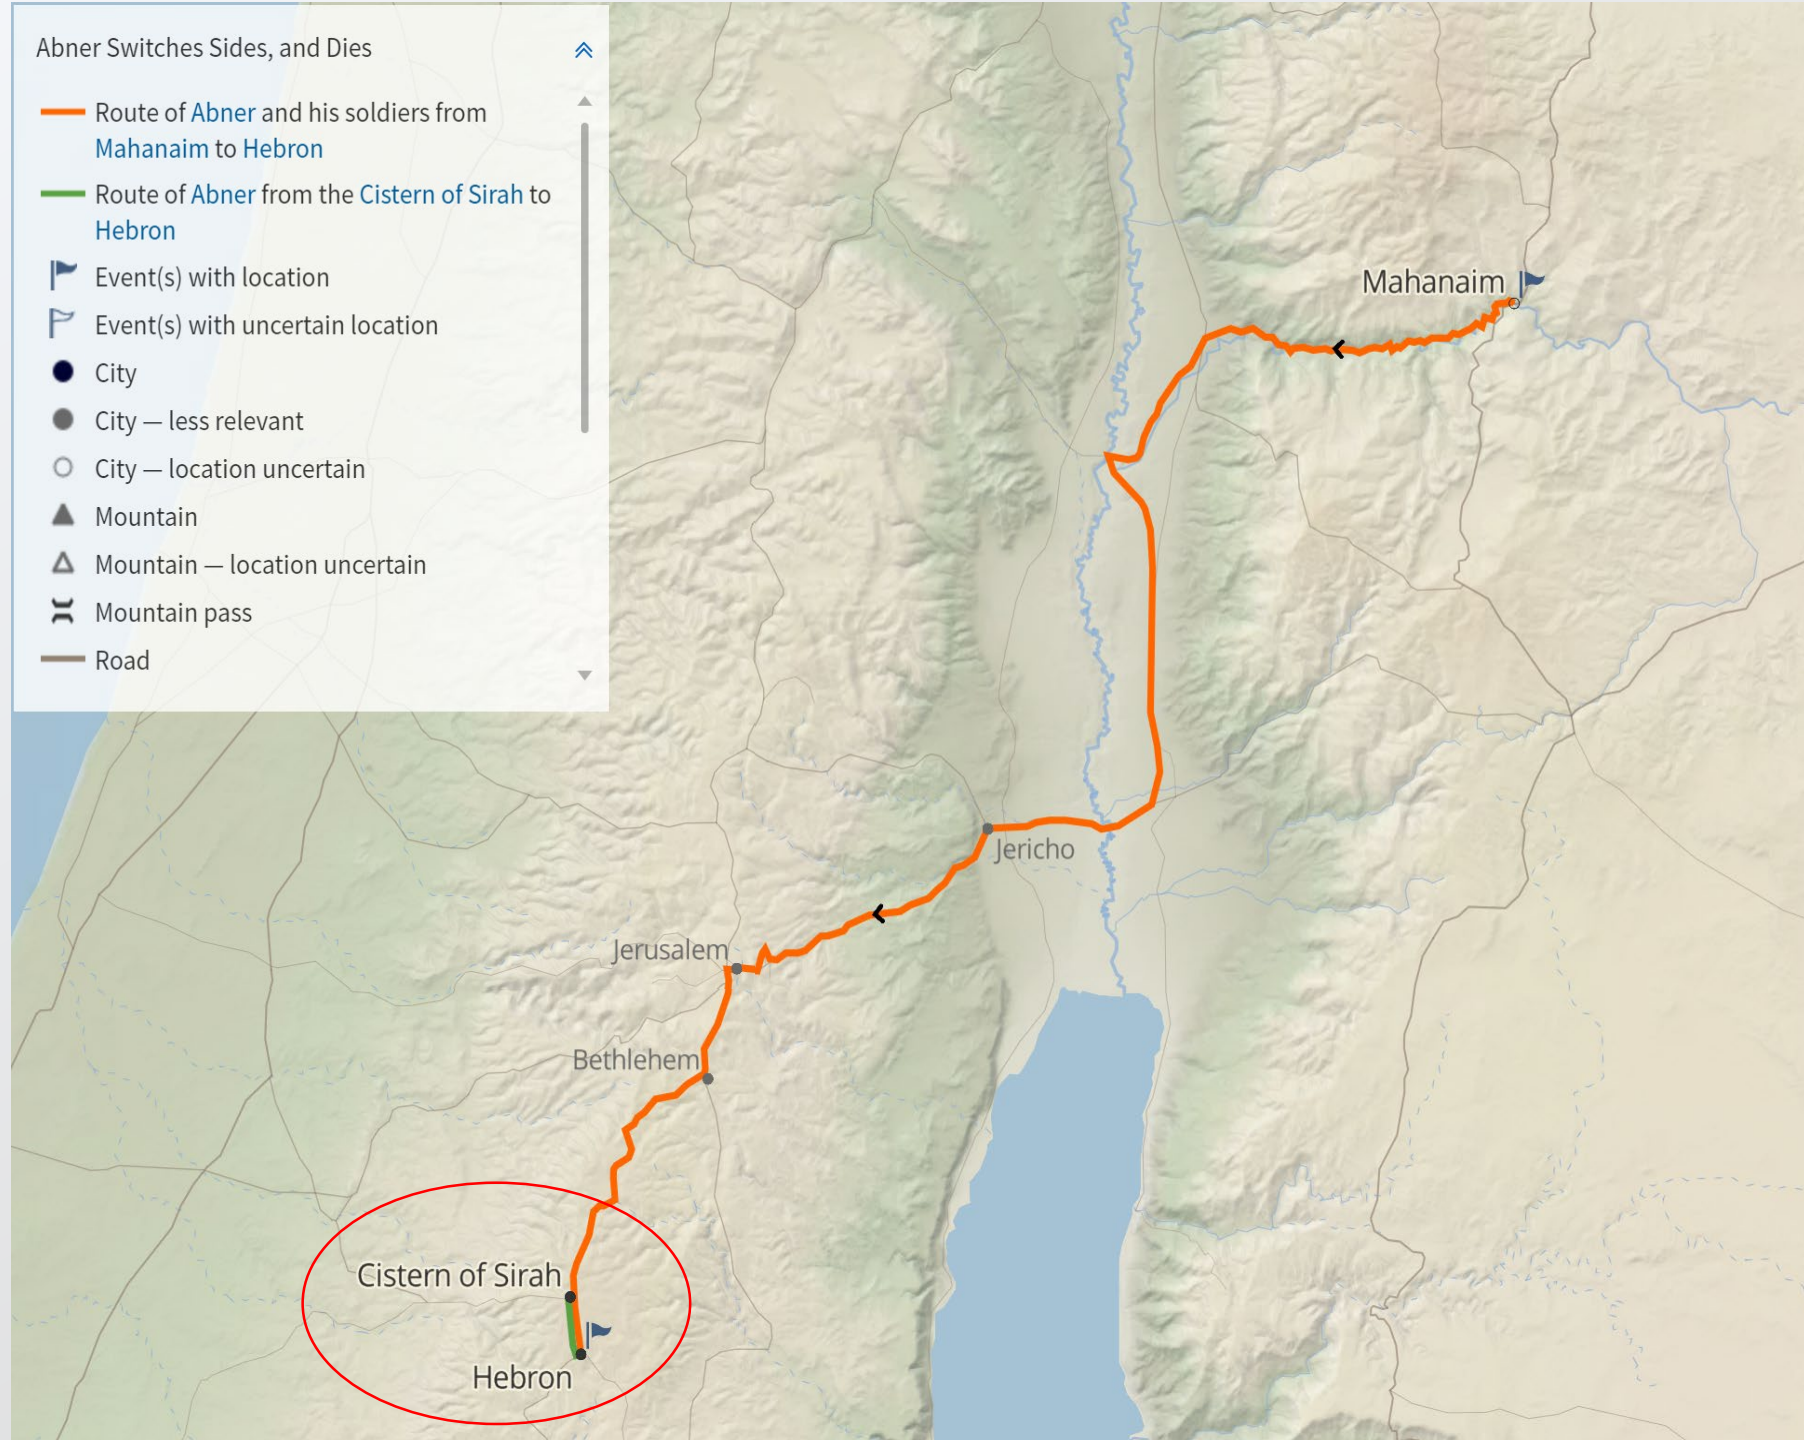 Abner Switches Sides, and Dies
Route of Abner and his soldiers from
Mahanaim to Hebron
Route of Abner from the Cistern of Sirah to
Hebron
Event(s) with location
Event(s) with uncertain location
City
City — less relevant
City — location uncertain
Mountain
Mountain — location uncertain
Mountain pass
Road
Mahanaim
Jericho
Jerusalem
Bethlehem
Cistern of Sirah
Hebron